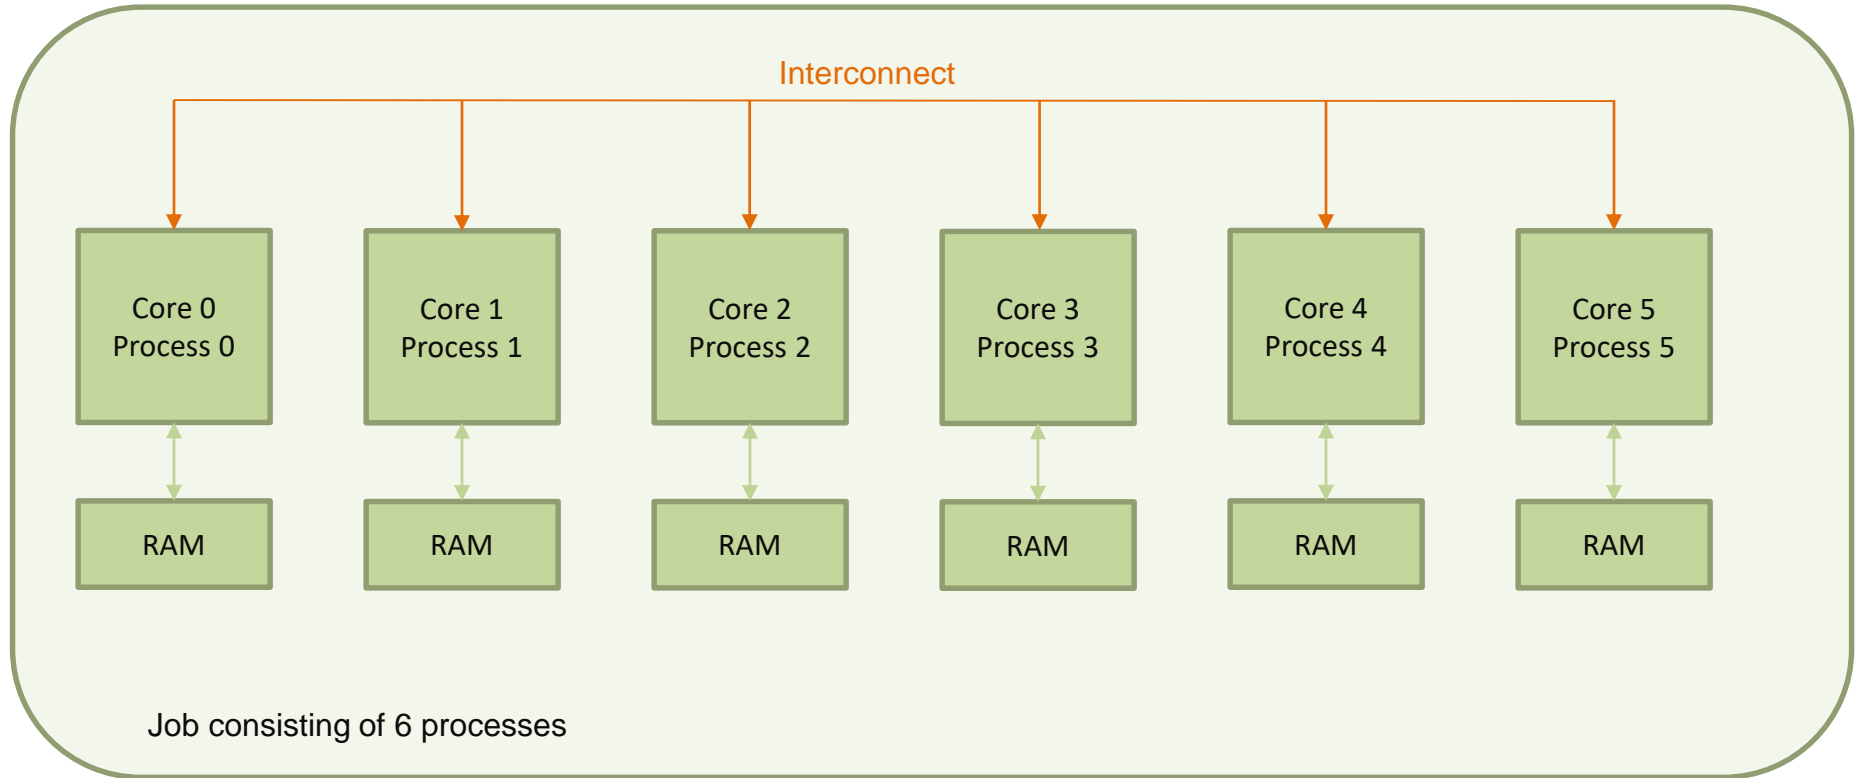 Interconnect
Core 0
Process 0
Core 1
Process 1
Core 2
Process 2
Core 3
Process 3
Core 4
Process 4
Core 5
Process 5
RAM
RAM
RAM
RAM
RAM
RAM
Job consisting of 6 processes